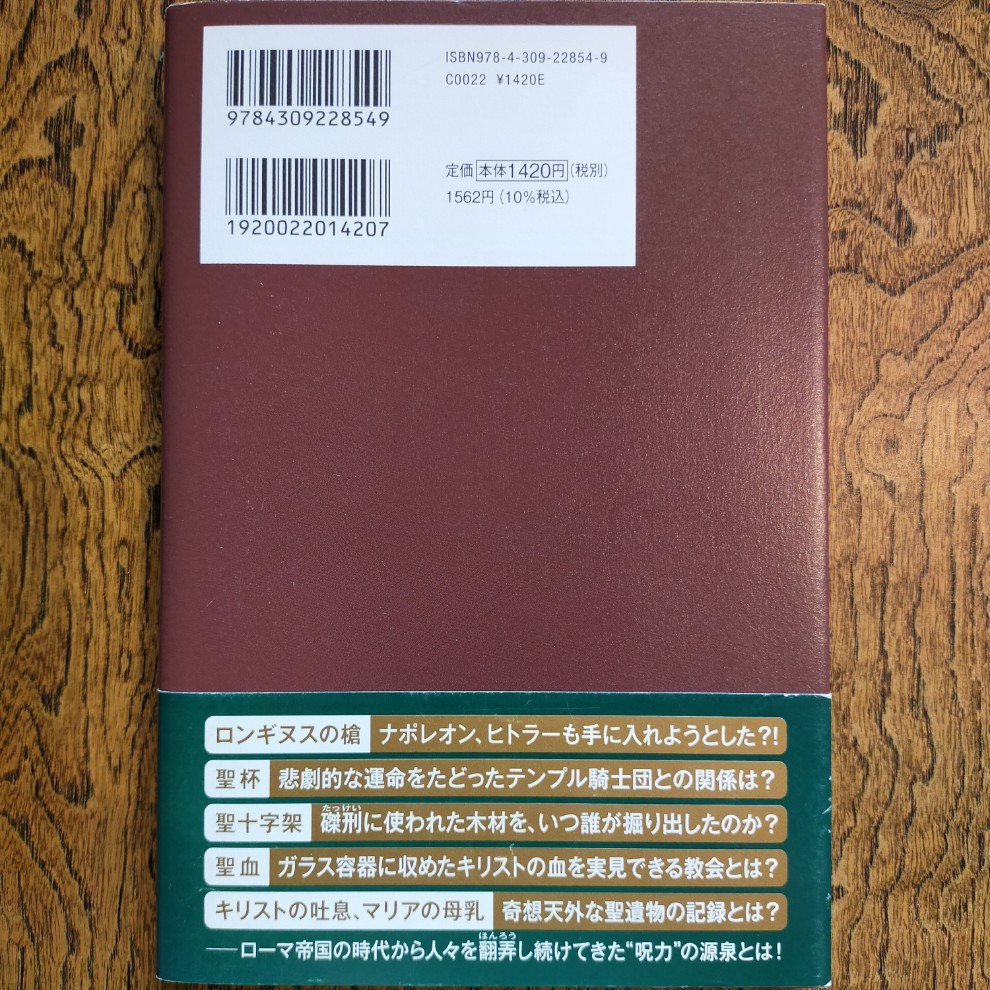 ISBN978-4-309-22854-9
C0022 ¥1420E
9784309228549
定価 本体1420円(税別)
1562円(10%税込)
1920022014207
ロンギヌスの槍 ナポレオン、ヒトラーも手に入れようとした?!
聖杯 悲劇的な運命をたどったテンプル騎士団との関係は?
たっけい
聖十字架 磔刑に使われた木材を、いつ誰が掘り出したのか?
聖血 ガラス容器に収めたキリストの血を実見できる教会とは?
キリストの吐息、マリアの母乳 奇想天外な聖遺物の記録とは?
ほんろう
──ローマ帝国の時代から人々を翻弄し続けてきた“呪力”の源泉とは!